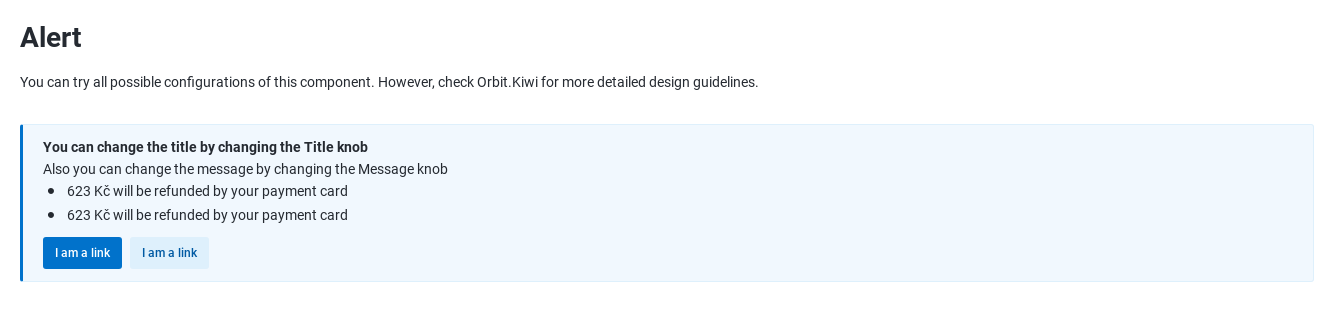 Alert
You can try all possible configurations of this component. However, check Orbit.Kiwi for more detailed design guidelines.
You can change the title by changing the Title knob
Also you can change the message by changing the Message knob
623 Kč will be refunded by your payment card
623 Kč will be refunded by your payment card
I am a link I am a link